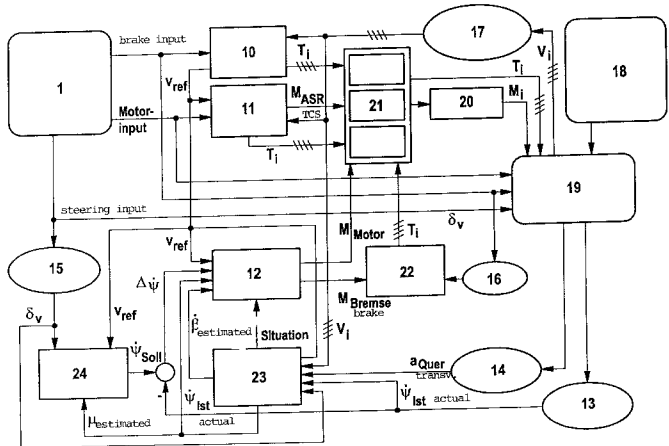 brake input
10
T_i
17
V_i
18
1
v_ref
T_i
Motor-
input
11
M_ASR
TCS
21
20
M_i
T_i
19
steering input
δ_v
v_ref
M_Motor
T_i
15
12
22
16
Δψ̇
M_Bremse
brake
δ_v
v_ref
β̇_estimated
Situation
V_i
ψ̇_Soll
a_Quer
transv.
14
24
-
ψ̇_Ist
actual
23
ψ̇_Ist actual
13
μ_estimated